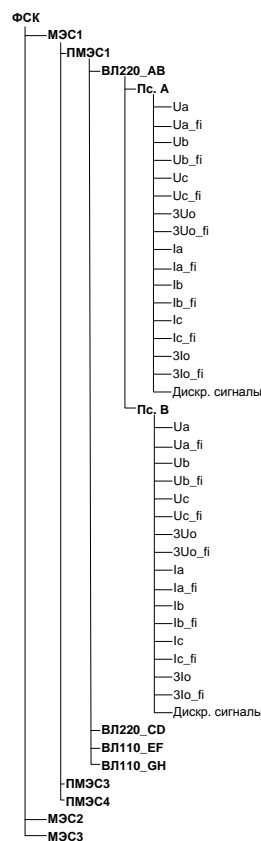 ФСК
МЭС1
ПМЭС1
ВЛ220_АВ
Пс. А
Ua
Ua_fi
Ub
Ub_fi
Uc
Uc_fi
3Uo
3Uo_fi
Ia
Ia_fi
Ib
Ib_fi
Ic
Ic_fi
3Io
3Io_fi
Дискр. сигналы
Пс. В
Ua
Ua_fi
Ub
Ub_fi
Uc
Uc_fi
3Uo
3Uo_fi
Ia
Ia_fi
Ib
Ib_fi
Ic
Ic_fi
3Io
3Io_fi
Дискр. сигналы
ВЛ220_CD
ВЛ110_EF
ВЛ110_GH
ПМЭС3
ПМЭС4
МЭС2
МЭС3